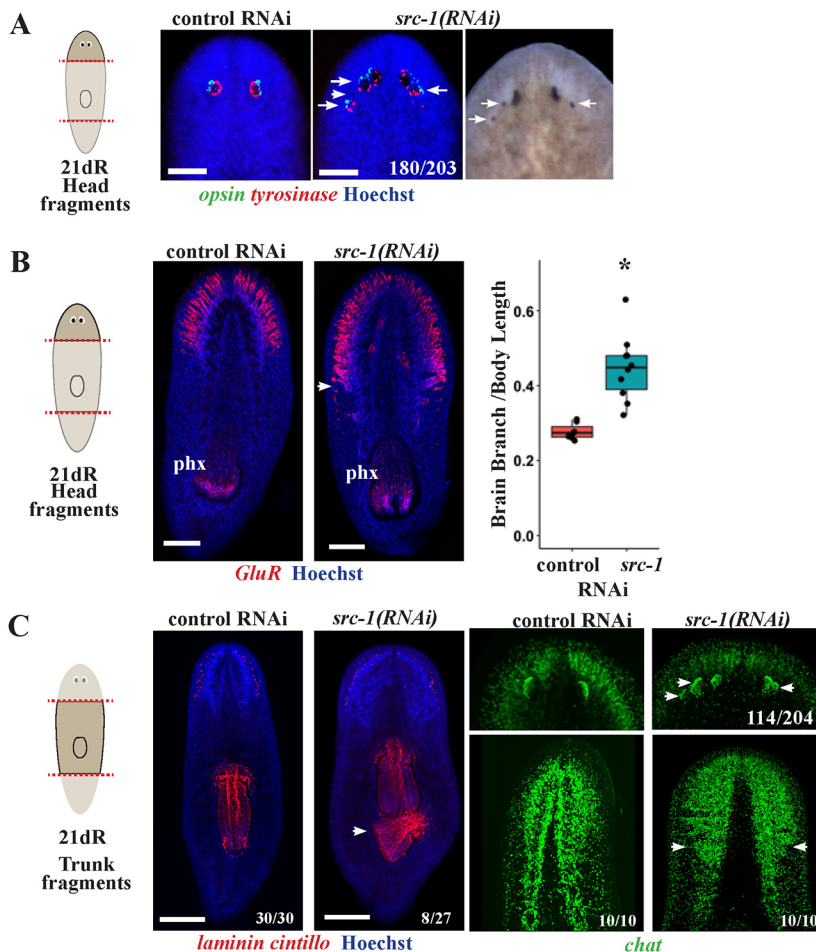 A
control RNAi
src-1(RNAi)
180/203
21dR
Head
fragments
opsin tyrosinase Hoechst
B
control RNAi
src-1(RNAi)
phx
phx
21dR
Head
fragments
GluR Hoechst
Brain Branch /Body Length
*
0.6
0.4
0.2
0.0
control src-1
RNAi
C
control RNAi
src-1(RNAi)
control RNAi
src-1(RNAi)
114/204
21dR
Trunk
fragments
30/30
8/27
10/10
10/10
laminin cintillo Hoechst
chat